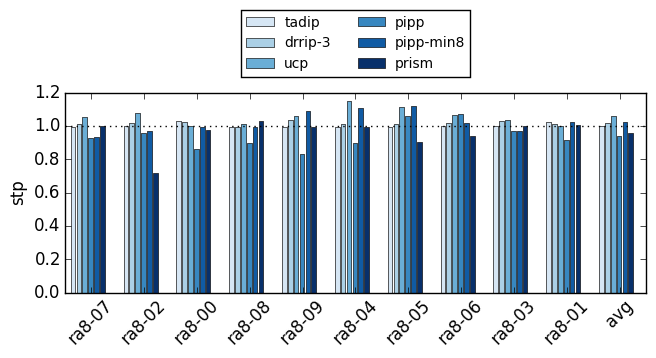 tadip pipp
drrip-3 pipp-min8
ucp prism
stp
1.2
1.0
0.8
0.6
0.4
0.2
0.0
ra8-07 ra8-02 ra8-00 ra8-08 ra8-09 ra8-04 ra8-05 ra8-06 ra8-03 ra8-01 avg